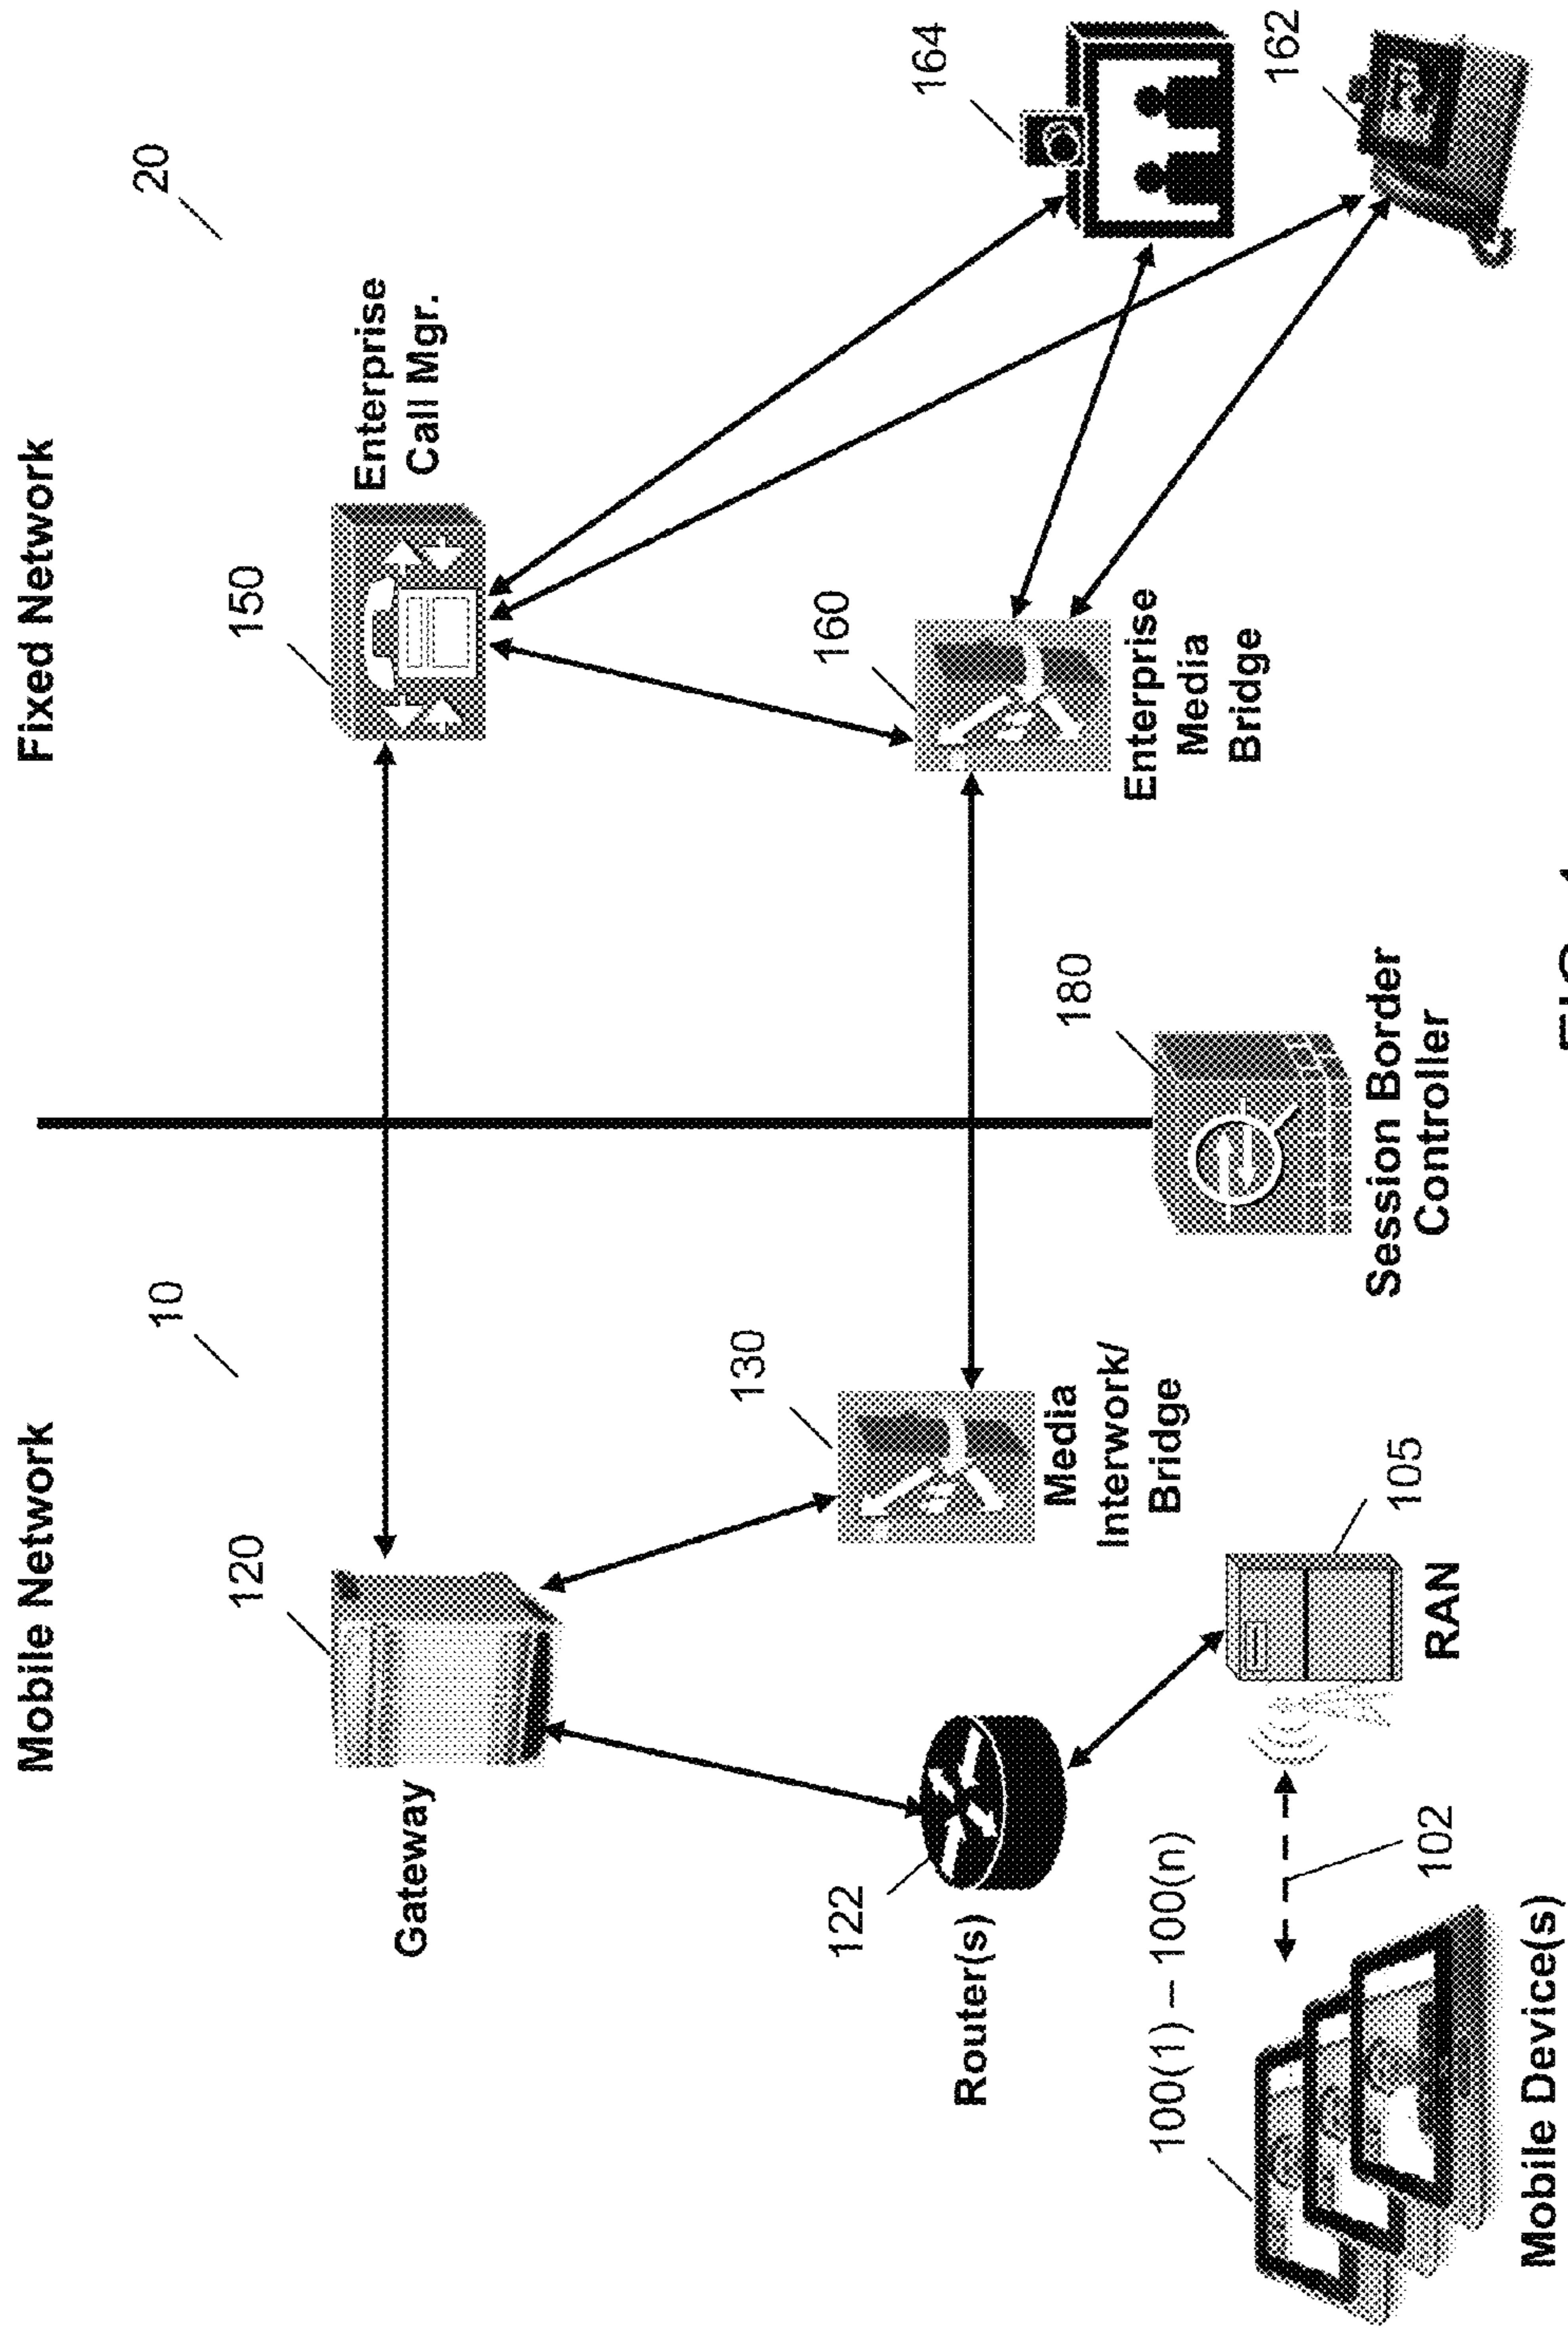 Mobile Network
Fixed Network
10
20
120
Gateway
150
Enterprise
Call Mgr.
130
Media
Interwork/
Bridge
160
Enterprise
Media
Bridge
164
162
122
Router(s)
180
Session Border
Controller
100(1) – 100(n)
102
105
RAN
Mobile Device(s)